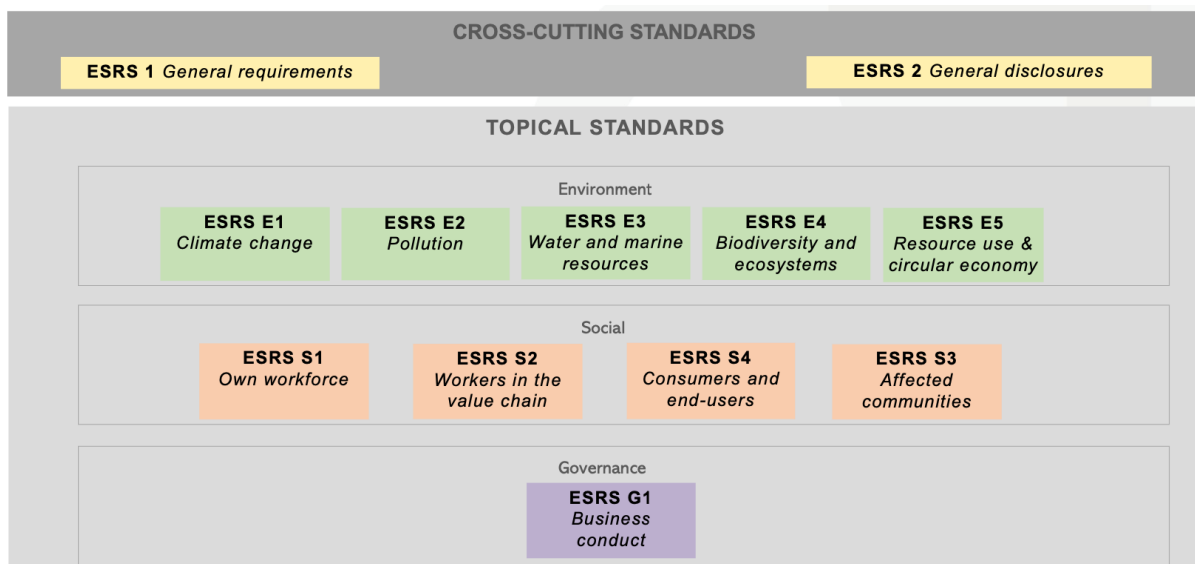 CROSS-CUTTING STANDARDS
ESRS 1 General requirements
ESRS 2 General disclosures
TOPICAL STANDARDS
Environment
ESRS E1
Climate change
ESRS E2
Pollution
ESRS E3
Water and marine
resources
ESRS E4
Biodiversity and
ecosystems
ESRS E5
Resource use &
circular economy
Social
ESRS S1
Own workforce
ESRS S2
Workers in the
value chain
ESRS S4
Consumers and
end-users
ESRS S3
Affected
communities
Governance
ESRS G1
Business
conduct